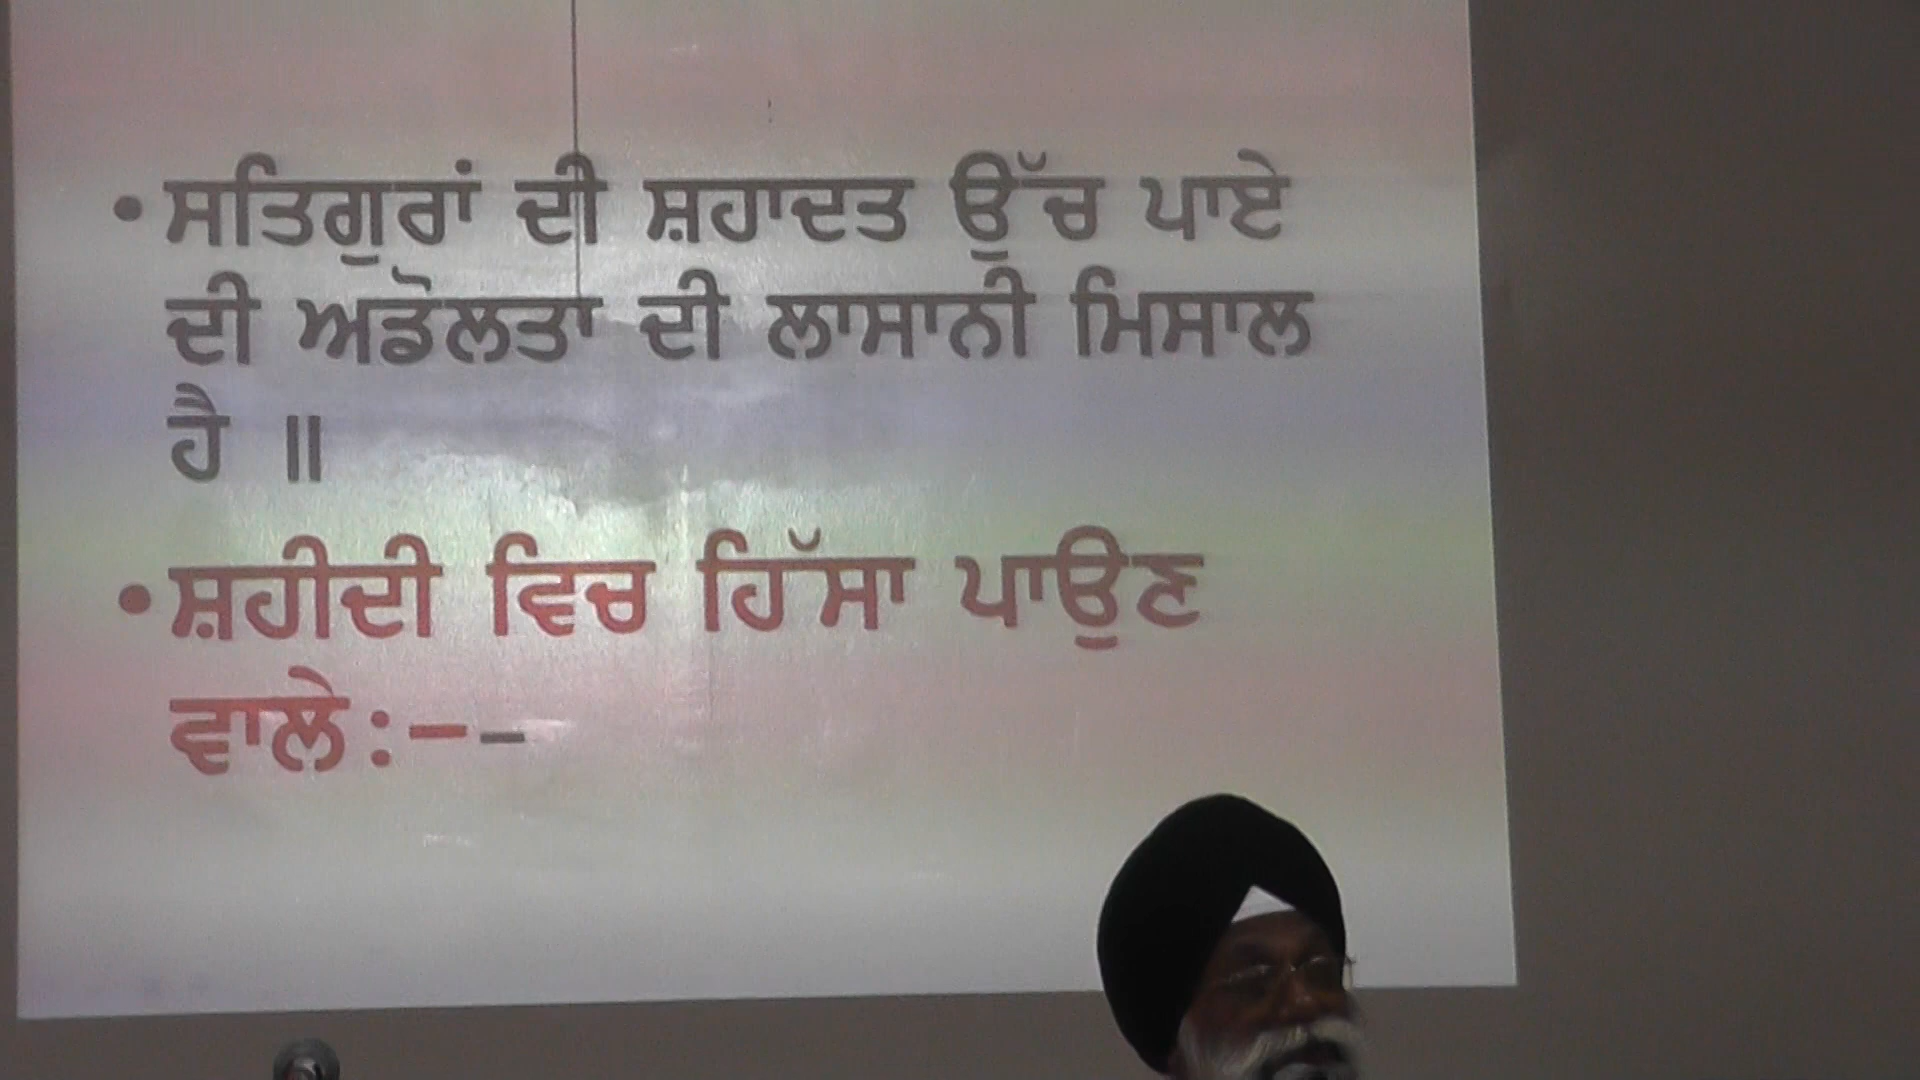 • ਸਤਿਗੁਰਾਂ ਦੀ ਸ਼ਹਾਦਤ ਉੱਚ ਪਾਏ
ਦੀ ਅਡੋਲਤਾ ਦੀ ਲਾਸਾਨੀ ਮਿਸਾਲ
ਹੈ ॥
• ਸ਼ਹੀਦੀ ਵਿਚ ਹਿੱਸਾ ਪਾਉਣ
ਵਾਲੇ:--